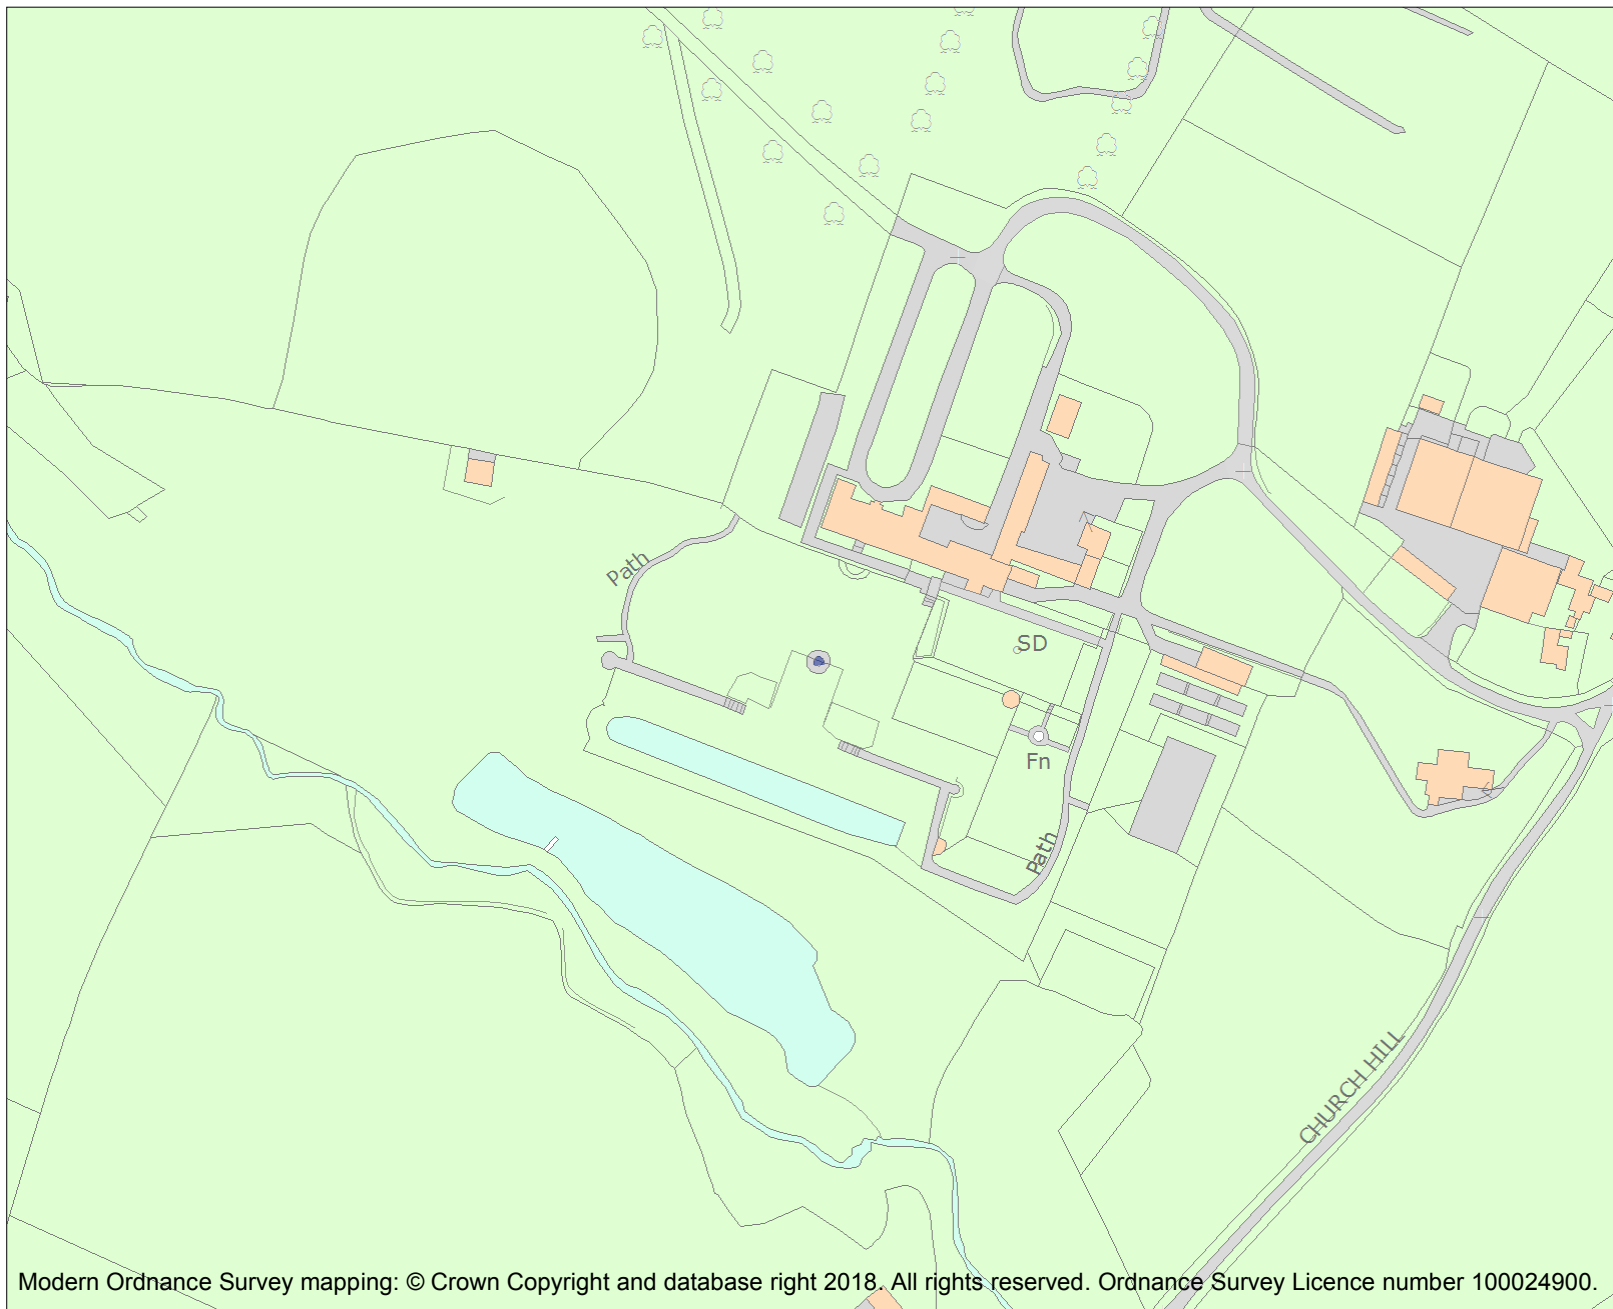 Path
SD
Fn
Path
CHURCH HILL
Modern Ordnance Survey mapping: © Crown Copyright and database right 2018. All rights reserved. Ordnance Survey Licence number 100024900.